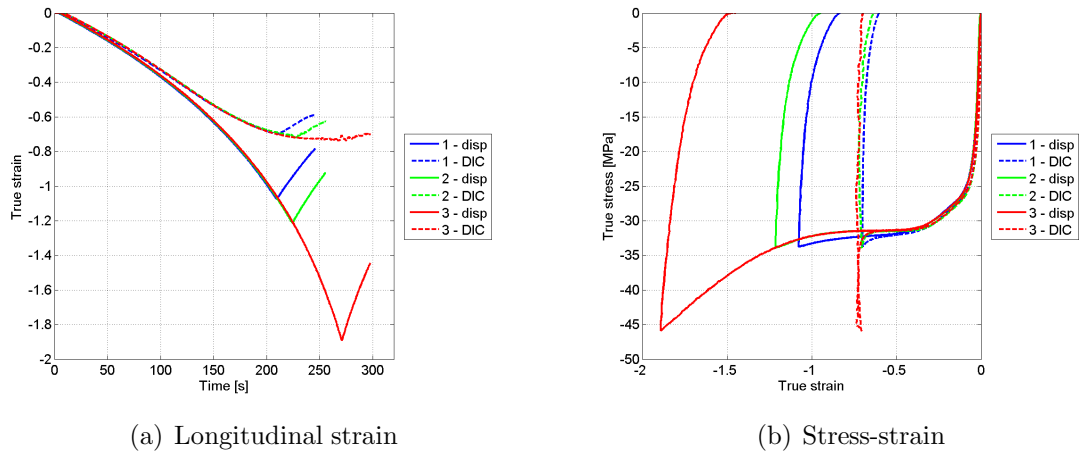 0
-0.2
-0.4
-0.6
-0.8
-1
-1.2
-1.4
-1.6
-1.8
-2
0 50 100 150 200 250 300
Time [s]
True strain
1 - disp
1 - DIC
2 - disp
2 - DIC
3 - disp
3 - DIC
(a) Longitudinal strain
0
-5
-10
-15
-20
-25
-30
-35
-40
-45
-50
-2 -1.5 -1 -0.5 0
True strain
True stress [MPa]
1 - disp
1 - DIC
2 - disp
2 - DIC
3 - disp
3 - DIC
(b) Stress-strain